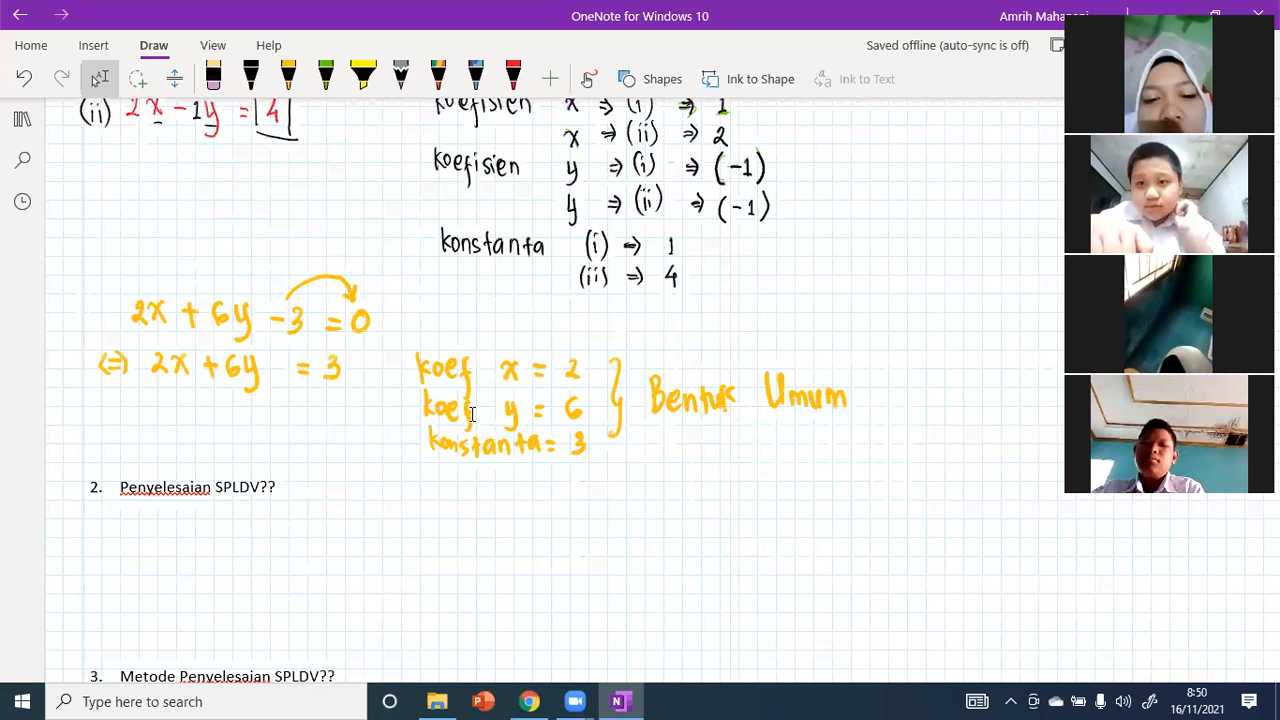 OneNote for Windows 10
Amrih Mahan
Home Insert Draw View Help
Saved offline (auto-sync is off)
Shapes Ink to Shape Ink to Text
(ii) 2x - 1y = 4
koefisien x ⇒ (i) ⇒ 1
x ⇒ (ii) ⇒ 2
koefisien y ⇒ (i) ⇒ (-1)
y ⇒ (ii) ⇒ (-1)
konstanta (i) ⇒ 1
(ii) ⇒ 4
2x + 6y - 3 = 0
⇔ 2x + 6y = 3
koef x = 2
koef y = 6
konstanta = 3
Bentuk Umum
2. Penyelesaian SPLDV??
3. Metode Penyelesaian SPLDV??
Type here to search
8:50
16/11/2021